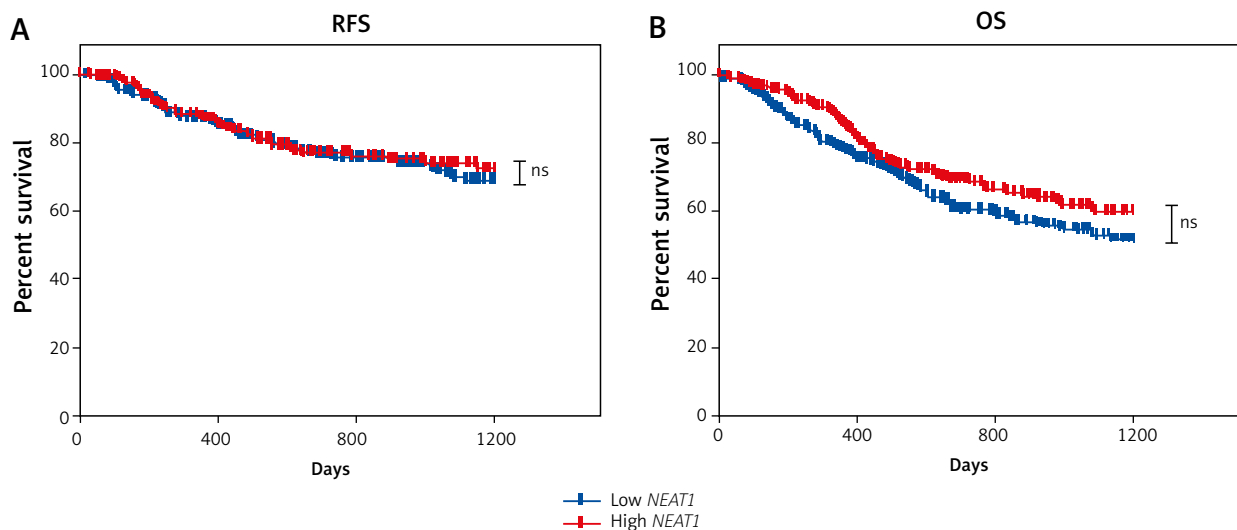 A
RFS
Percent survival
100
80
60
40
20
0
0 400 800 1200
Days
ns
B
OS
Percent survival
100
80
60
40
20
0
0 400 800 1200
Days
ns
Low NEAT1
High NEAT1